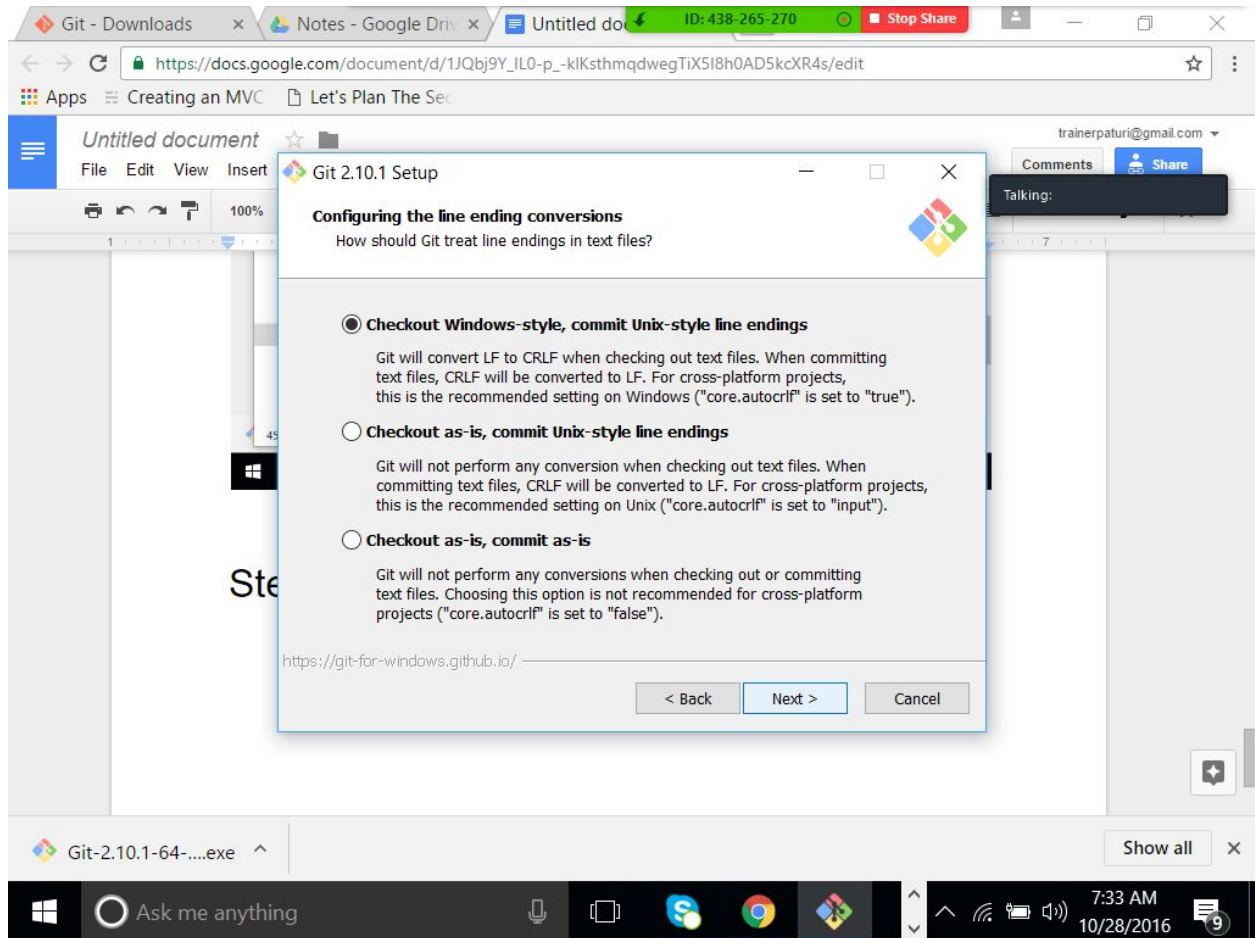 Git - Downloads
Notes - Google Driv
Untitled do
ID: 438-265-270
Stop Share
https://docs.google.com/document/d/1JQbj9Y_IL0-p_-klKsthmqdwegTiX5I8h0AD5kcXR4s/edit
Apps
Creating an MVC
Let's Plan The Sec
Untitled document
trainerpaturi@gmail.com
File Edit View Insert
Comments
Share
Talking:
100%
1
7
Git 2.10.1 Setup
Configuring the line ending conversions
How should Git treat line endings in text files?
Checkout Windows-style, commit Unix-style line endings
Git will convert LF to CRLF when checking out text files. When committing
text files, CRLF will be converted to LF. For cross-platform projects,
this is the recommended setting on Windows ("core.autocrlf" is set to "true").
Checkout as-is, commit Unix-style line endings
Git will not perform any conversion when checking out text files. When
committing text files, CRLF will be converted to LF. For cross-platform projects,
this is the recommended setting on Unix ("core.autocrlf" is set to "input").
Checkout as-is, commit as-is
Git will not perform any conversions when checking out or committing
text files. Choosing this option is not recommended for cross-platform
projects ("core.autocrlf" is set to "false").
https://git-for-windows.github.io/
< Back
Next >
Cancel
45
Ste
Git-2.10.1-64-....exe
Show all
Ask me anything
7:33 AM
10/28/2016
9